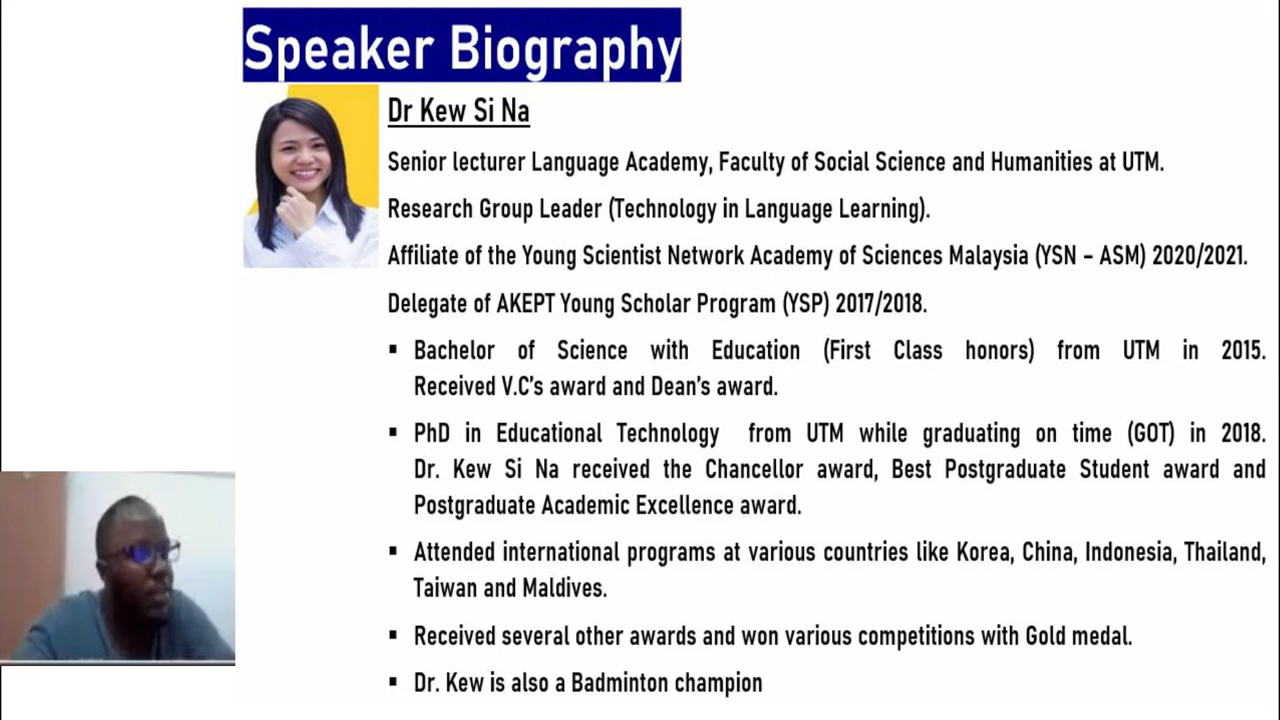 Speaker Biography
Dr Kew Si Na
Senior lecturer Language Academy, Faculty of Social Science and Humanities at UTM.
Research Group Leader (Technology in Language Learning).
Affiliate of the Young Scientist Network Academy of Sciences Malaysia (YSN – ASM) 2020/2021.
Delegate of AKEPT Young Scholar Program (YSP) 2017/2018.
▪ Bachelor of Science with Education (First Class honors) from UTM in 2015.
Received V.C's award and Dean's award.
▪ PhD in Educational Technology from UTM while graduating on time (GOT) in 2018.
Dr. Kew Si Na received the Chancellor award, Best Postgraduate Student award and
Postgraduate Academic Excellence award.
▪ Attended international programs at various countries like Korea, China, Indonesia, Thailand,
Taiwan and Maldives.
▪ Received several other awards and won various competitions with Gold medal.
▪ Dr. Kew is also a Badminton champion